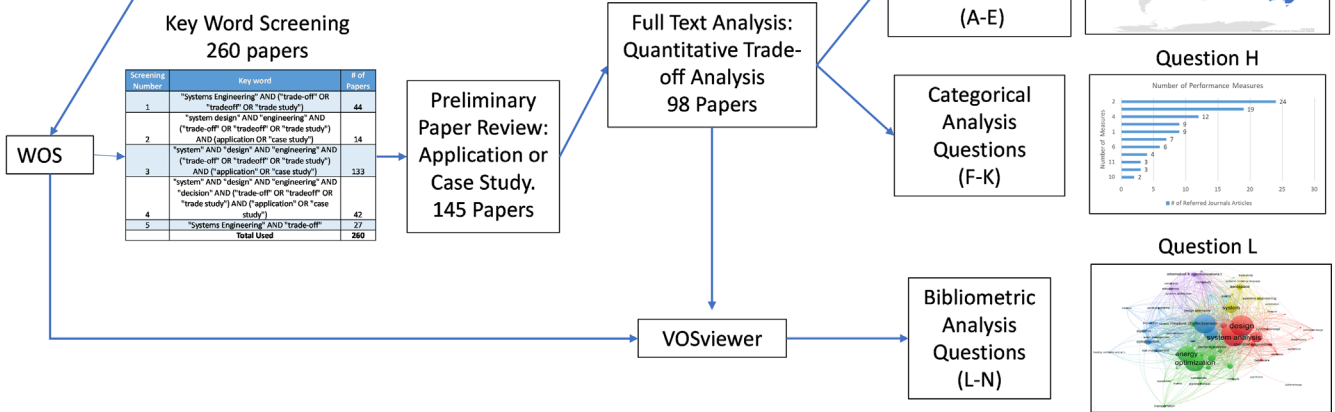 Key Word Screening
260 papers
Screening Number
Key word
# of Papers
1
"Systems Engineering" AND ("trade-off" OR
"tradeoff" OR "trade study")
44
2
"system design" AND "engineering" AND
("trade-off" OR "tradeoff" OR "trade study")
AND (application OR "case study")
14
3
"system" AND "design" AND "engineering" AND
("trade-off" OR "tradeoff" OR "trade study")
AND ("application" OR "case study")
133
4
"system" AND "design" AND "engineering" AND
"decision" AND ("trade-off" OR "tradeoff" OR
"trade study") AND ("application" OR "case
study")
42
5
"Systems Engineering" AND "trade-off"
27
Total Used
260
WOS
Preliminary
Paper Review:
Application or
Case Study.
145 Papers
Full Text Analysis:
Quantitative Trade-
off Analysis
98 Papers
VOSviewer
(A-E)
Categorical
Analysis
Questions
(F-K)
Bibliometric
Analysis
Questions
(L-N)
Question H
Number of Performance Measures
Number of Measures
2
24
19
4
12
9
1
9
7
6
6
4
11
3
3
10
2
0 5 10 15 20 25 30
# of Referred Journals Articles
Question L
aerospace
system
design
system analysis
energy
optimization